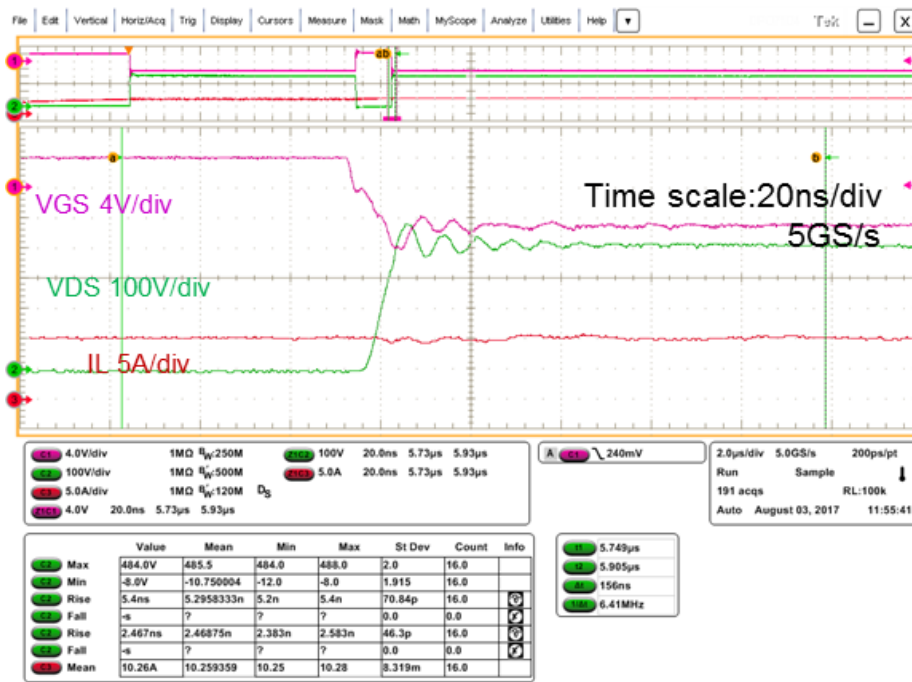 File Edit Vertical Horiz/Acq Trig Display Cursors Measure Mask Math MyScope Analyze Utilities Help Tek X
1
ab
2
a
b
1
VGS 4V/div
Time scale:20ns/div
5GS/s
VDS 100V/div
IL 5A/div
2
3
C1 4.0V/div 1MΩ BW:250M Z1C2 100V 20.0ns 5.73µs 5.93µs
C2 100V/div 1MΩ BW:500M Z1C3 5.0A 20.0ns 5.73µs 5.93µs
C3 5.0A/div 1MΩ BW:120M DS
Z1C1 4.0V 20.0ns 5.73µs 5.93µs
A C1 240mV
2.0µs/div 5.0GS/s 200ps/pt
Run Sample
191 acqs RL:100k
Auto August 03, 2017 11:55:41
Value Mean Min Max St Dev Count Info
C2 Max 484.0V 485.5 484.0 488.0 2.0 16.0
C2 Min -8.0V -10.750004 -12.0 -8.0 1.915 16.0
C2 Rise 5.4ns 5.2958333n 5.2n 5.4n 70.84p 16.0
C2 Fall -s ? ? ? 0.0 0.0
C2 Rise 2.467ns 2.46875n 2.383n 2.583n 46.3p 16.0
C2 Fall -s ? ? ? 0.0 0.0
C3 Mean 10.26A 10.259359 10.25 10.28 8.319m 16.0
t1 5.749µs
t2 5.905µs
Δt 156ns
1/Δt 6.41MHz